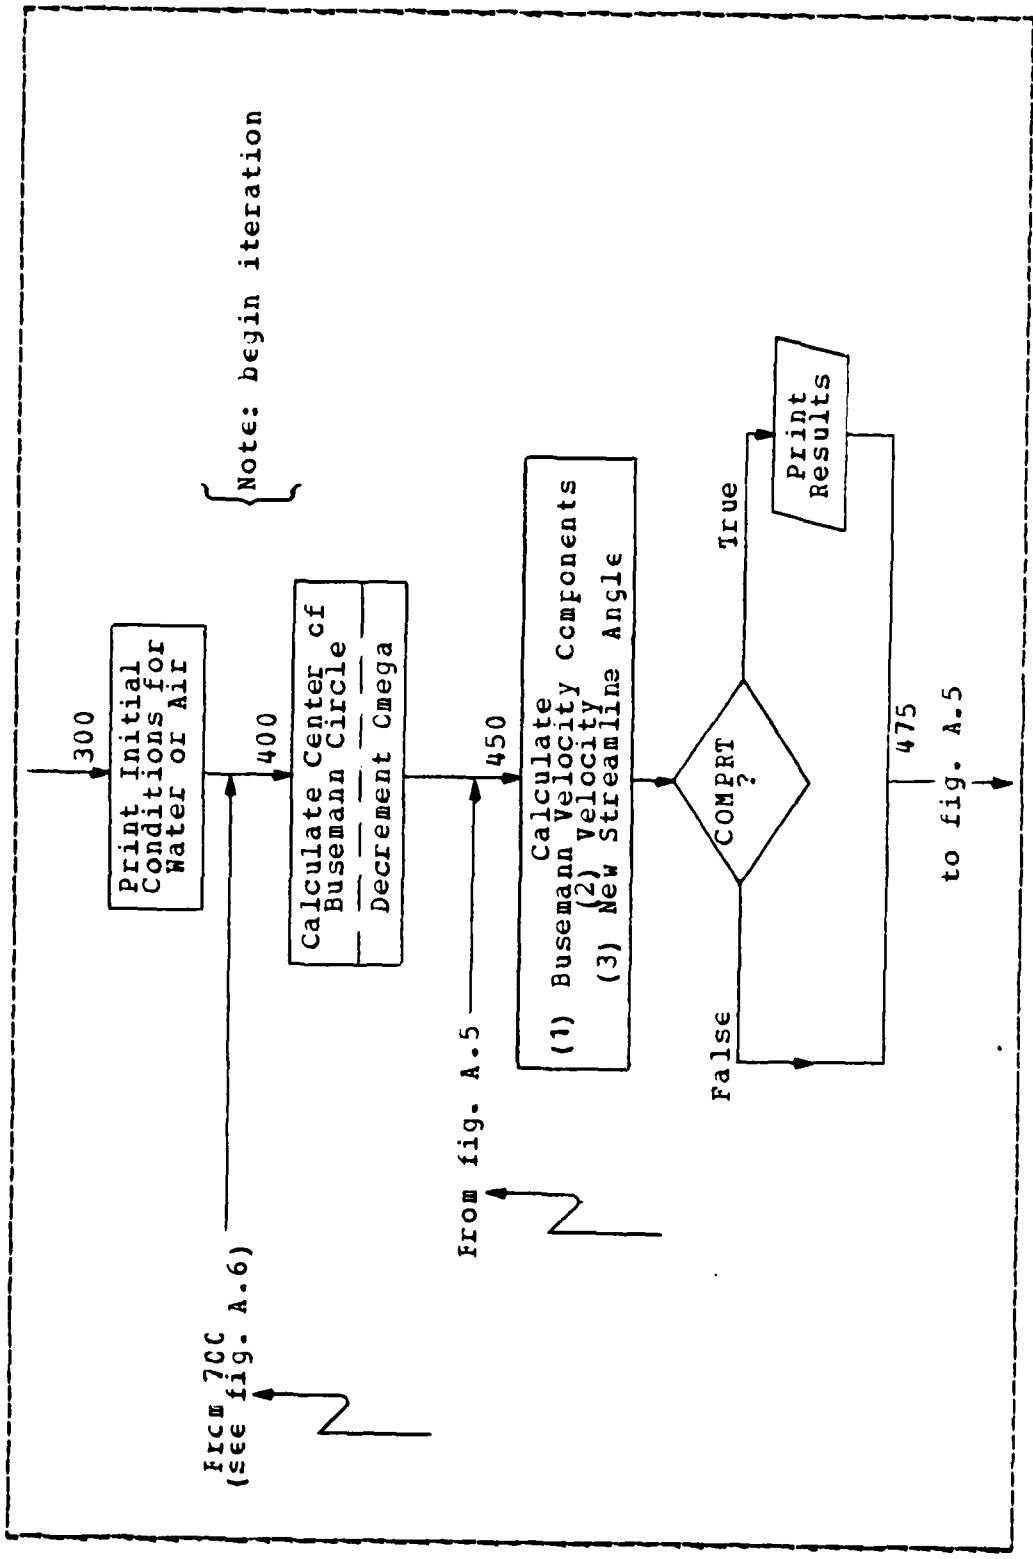 300
Print Initial
Conditions for
Water or Air
From 700
(see fig. A.6)
Note: begin iteration
400
Calculate Center of
Busemann Circle
Decrement Omega
From fig. A.5
450
Calculate
(1) Busemann Velocity Components
(2) Velocity
(3) New Streamline Angle
COMPRT
?
False
True
Print
Results
475
to fig. A.5